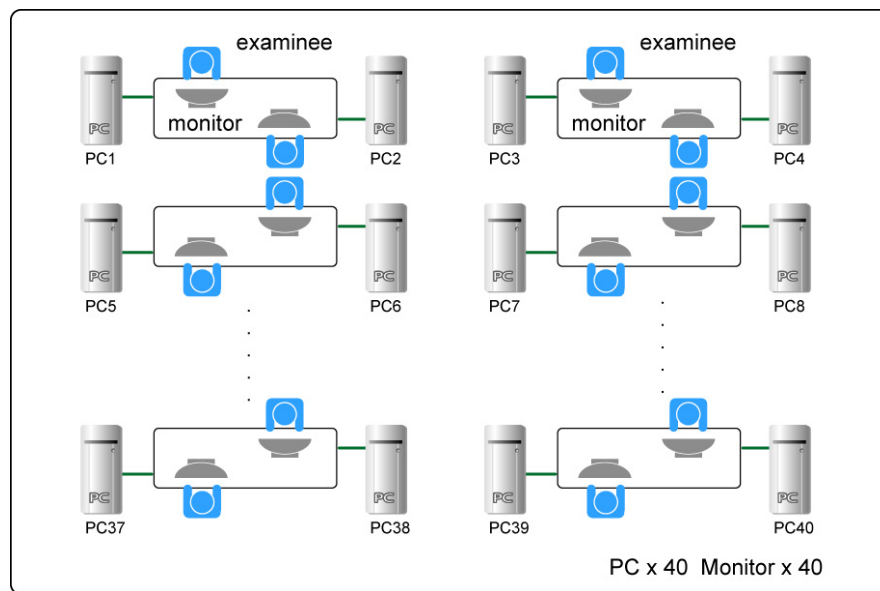 examinee examinee
monitor monitor
PC PC PC PC
PC1 PC2 PC3 PC4
PC PC PC PC
PC5 PC6 PC7 PC8
PC PC PC PC
PC37 PC38 PC39 PC40
PC x 40 Monitor x 40